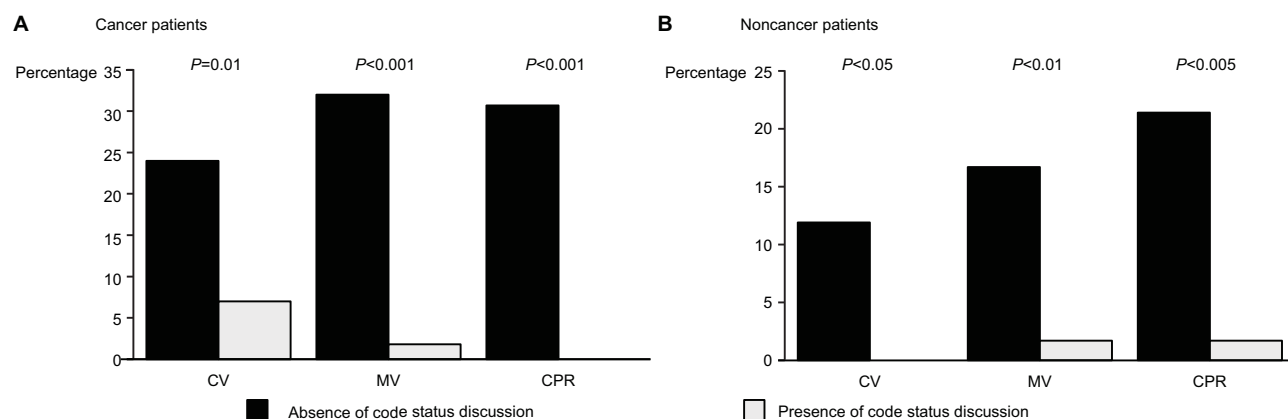 A Cancer patients
Percentage
P=0.01 P<0.001 P<0.001
35
30
25
20
15
10
5
0
CV MV CPR
B Noncancer patients
Percentage
P<0.05 P<0.01 P<0.005
25
20
15
10
5
0
CV MV CPR
Absence of code status discussion
Presence of code status discussion